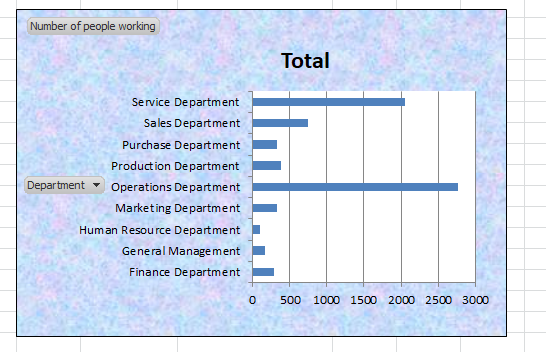 Number of people working
Total
Service Department
Sales Department
Purchase Department
Production Department
Department
Operations Department
Marketing Department
Human Resource Department
General Management
Finance Department
0 500 1000 1500 2000 2500 3000